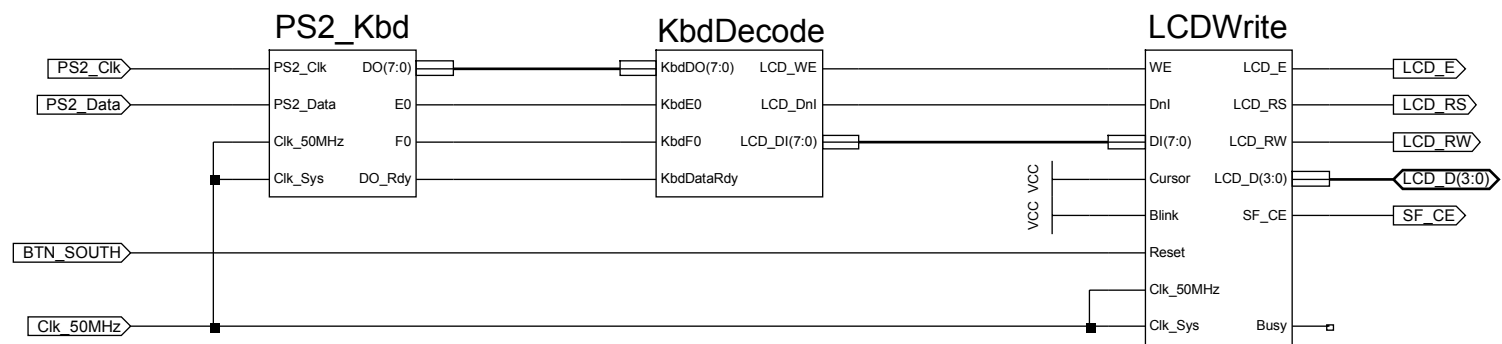 PS2_Kbd KbdDecode LCDWrite
PS2_Clk PS2_Clk DO(7:0) KbdDO(7:0) LCD_WE WE LCD_E LCD_E
PS2_Data PS2_Data E0 KbdE0 LCD_DnI DnI LCD_RS LCD_RS
Clk_50MHz F0 KbdF0 LCD_DI(7:0) DI(7:0) LCD_RW LCD_RW
Clk_Sys DO_Rdy KbdDataRdy VCC Cursor LCD_D(3:0) LCD_D(3:0)
VCC Blink SF_CE SF_CE
BTN_SOUTH Reset
Clk_50MHz
Clk_50MHz Clk_Sys Busy